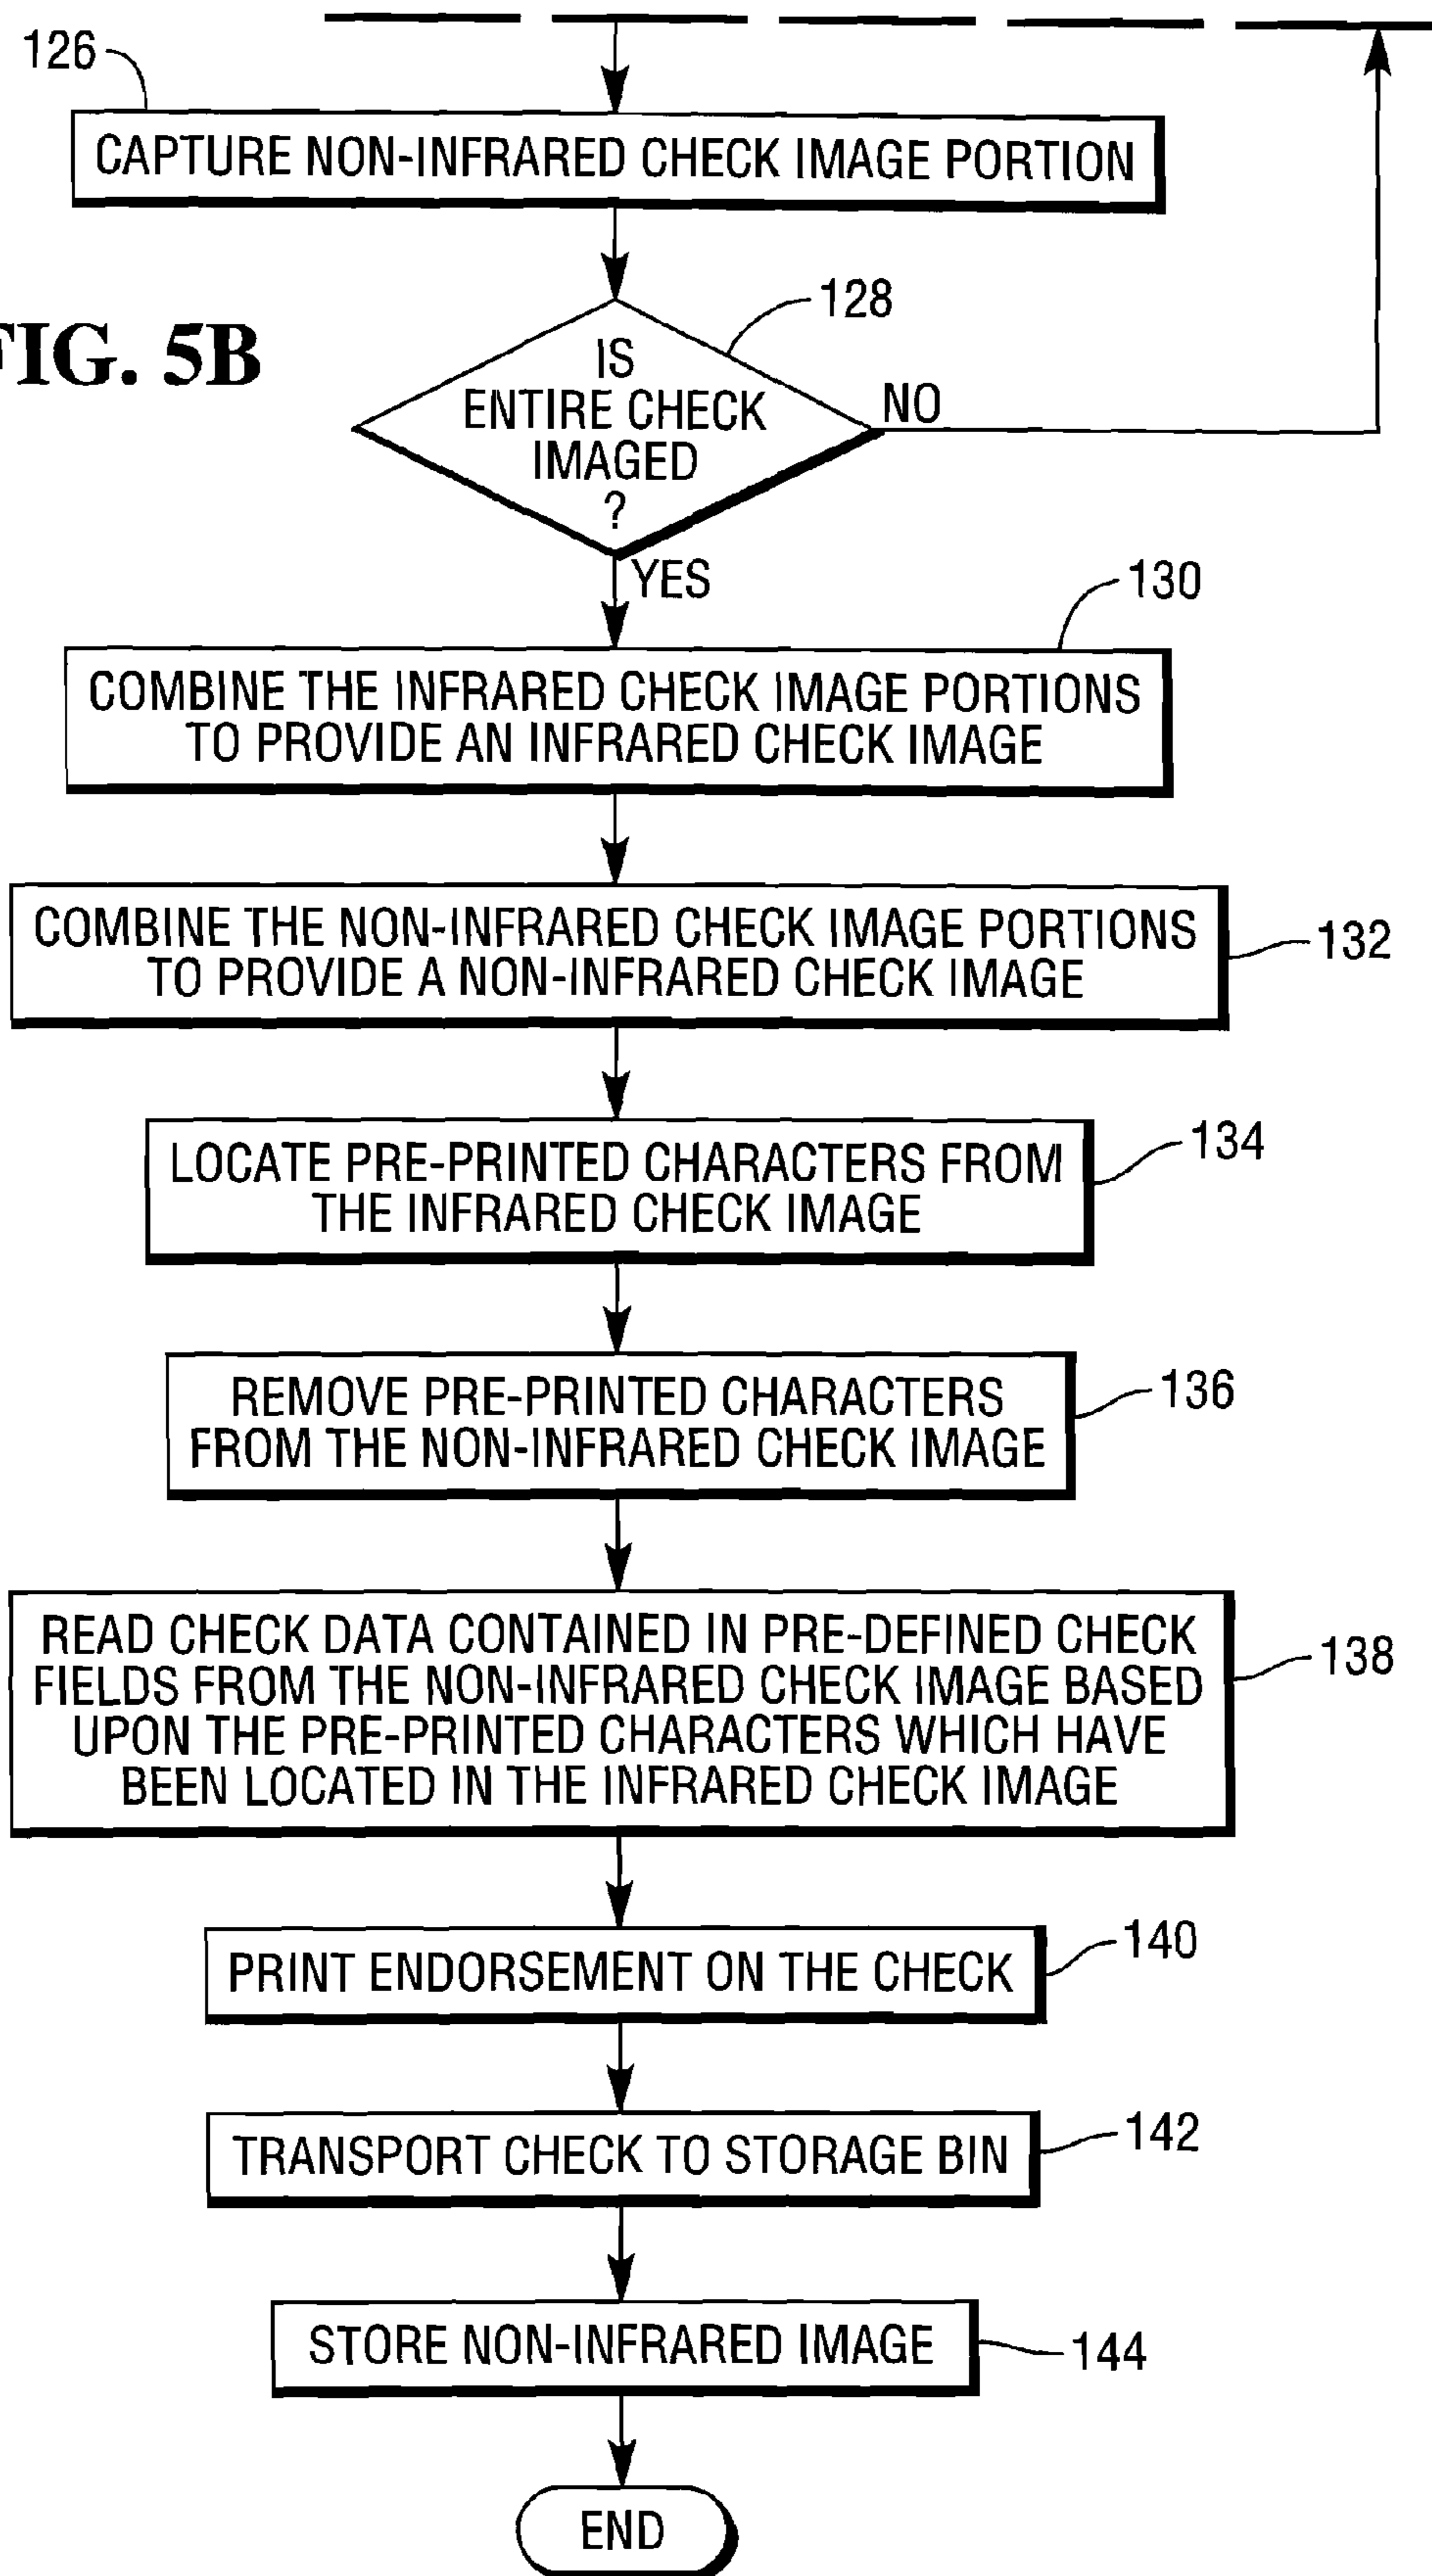 126
CAPTURE NON-INFRARED CHECK IMAGE PORTION
FIG. 5B
128
IS
ENTIRE CHECK
IMAGED
?
NO
YES
130
COMBINE THE INFRARED CHECK IMAGE PORTIONS
TO PROVIDE AN INFRARED CHECK IMAGE
COMBINE THE NON-INFRARED CHECK IMAGE PORTIONS
TO PROVIDE A NON-INFRARED CHECK IMAGE
132
LOCATE PRE-PRINTED CHARACTERS FROM
THE INFRARED CHECK IMAGE
134
REMOVE PRE-PRINTED CHARACTERS
FROM THE NON-INFRARED CHECK IMAGE
136
READ CHECK DATA CONTAINED IN PRE-DEFINED CHECK
FIELDS FROM THE NON-INFRARED CHECK IMAGE BASED
UPON THE PRE-PRINTED CHARACTERS WHICH HAVE
BEEN LOCATED IN THE INFRARED CHECK IMAGE
138
PRINT ENDORSEMENT ON THE CHECK
140
TRANSPORT CHECK TO STORAGE BIN
142
STORE NON-INFRARED IMAGE
144
END